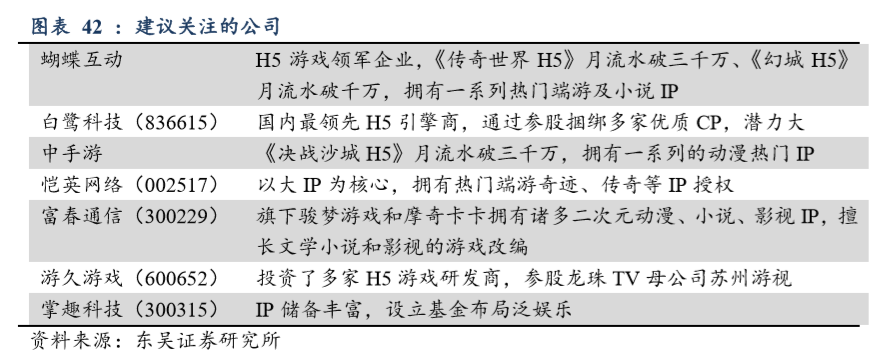 图表 42 ：建议关注的公司
蝴蝶互动 H5 游戏领军企业，《传奇世界 H5》月流水破三千万、《幻城 H5》
月流水破千万，拥有一系列热门端游及小说 IP
白鹭科技（836615） 国内最领先 H5 引擎商，通过参股捆绑多家优质 CP，潜力大
中手游 《决战沙城 H5》月流水破三千万，拥有一系列的动漫热门 IP
恺英网络（002517） 以大 IP 为核心，拥有热门端游奇迹、传奇等 IP 授权
富春通信（300229） 旗下骏梦游戏和摩奇卡卡拥有诸多二次元动漫、小说、影视 IP，擅
长文学小说和影视的游戏改编
游久游戏（600652） 投资了多家 H5 游戏研发商，参股龙珠 TV 母公司苏州游视
掌趣科技（300315） IP 储备丰富，设立基金布局泛娱乐
资料来源：东吴证券研究所